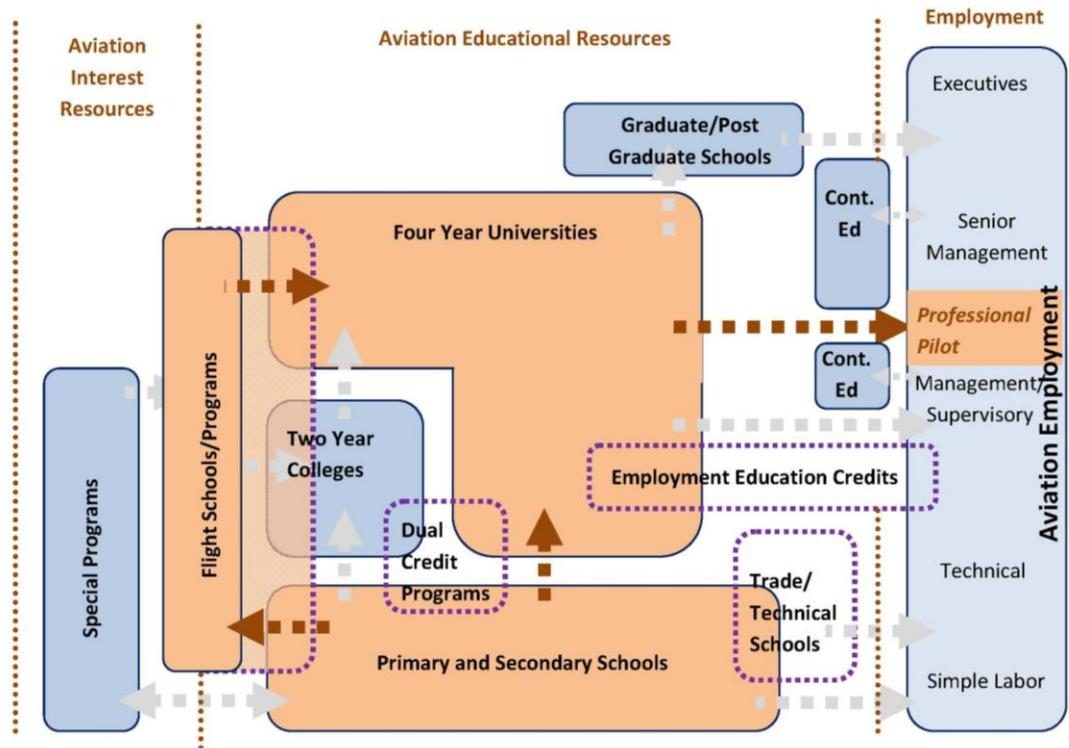 Aviation
Interest
Resources
Aviation Educational Resources
Employment
Executives
Graduate/Post
Graduate Schools
Cont.
Ed
Senior
Management
Four Year Universities
Professional
Pilot
Cont.
Ed
Management/
Supervisory
Aviation Employment
Special Programs
Flight Schools/Programs
Two Year
Colleges
Employment Education Credits
Dual
Credit
Programs
Trade/
Technical
Schools
Technical
Primary and Secondary Schools
Simple Labor